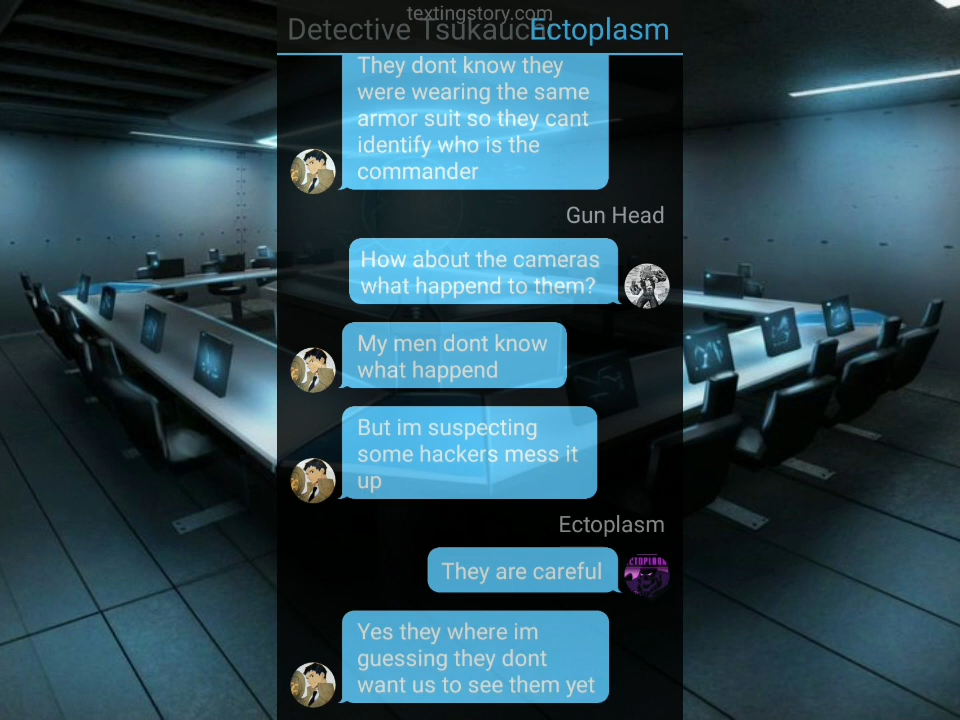 textingstory.com
Detective Tsukauc
Ectoplasm
They dont know they
were wearing the same
armor suit so they cant
identify who is the
commander
Gun Head
How about the cameras
what happend to them?
My men dont know
what happend
But im suspecting
some hackers mess it
up
Ectoplasm
They are careful
Yes they where im
guessing they dont
want us to see them yet